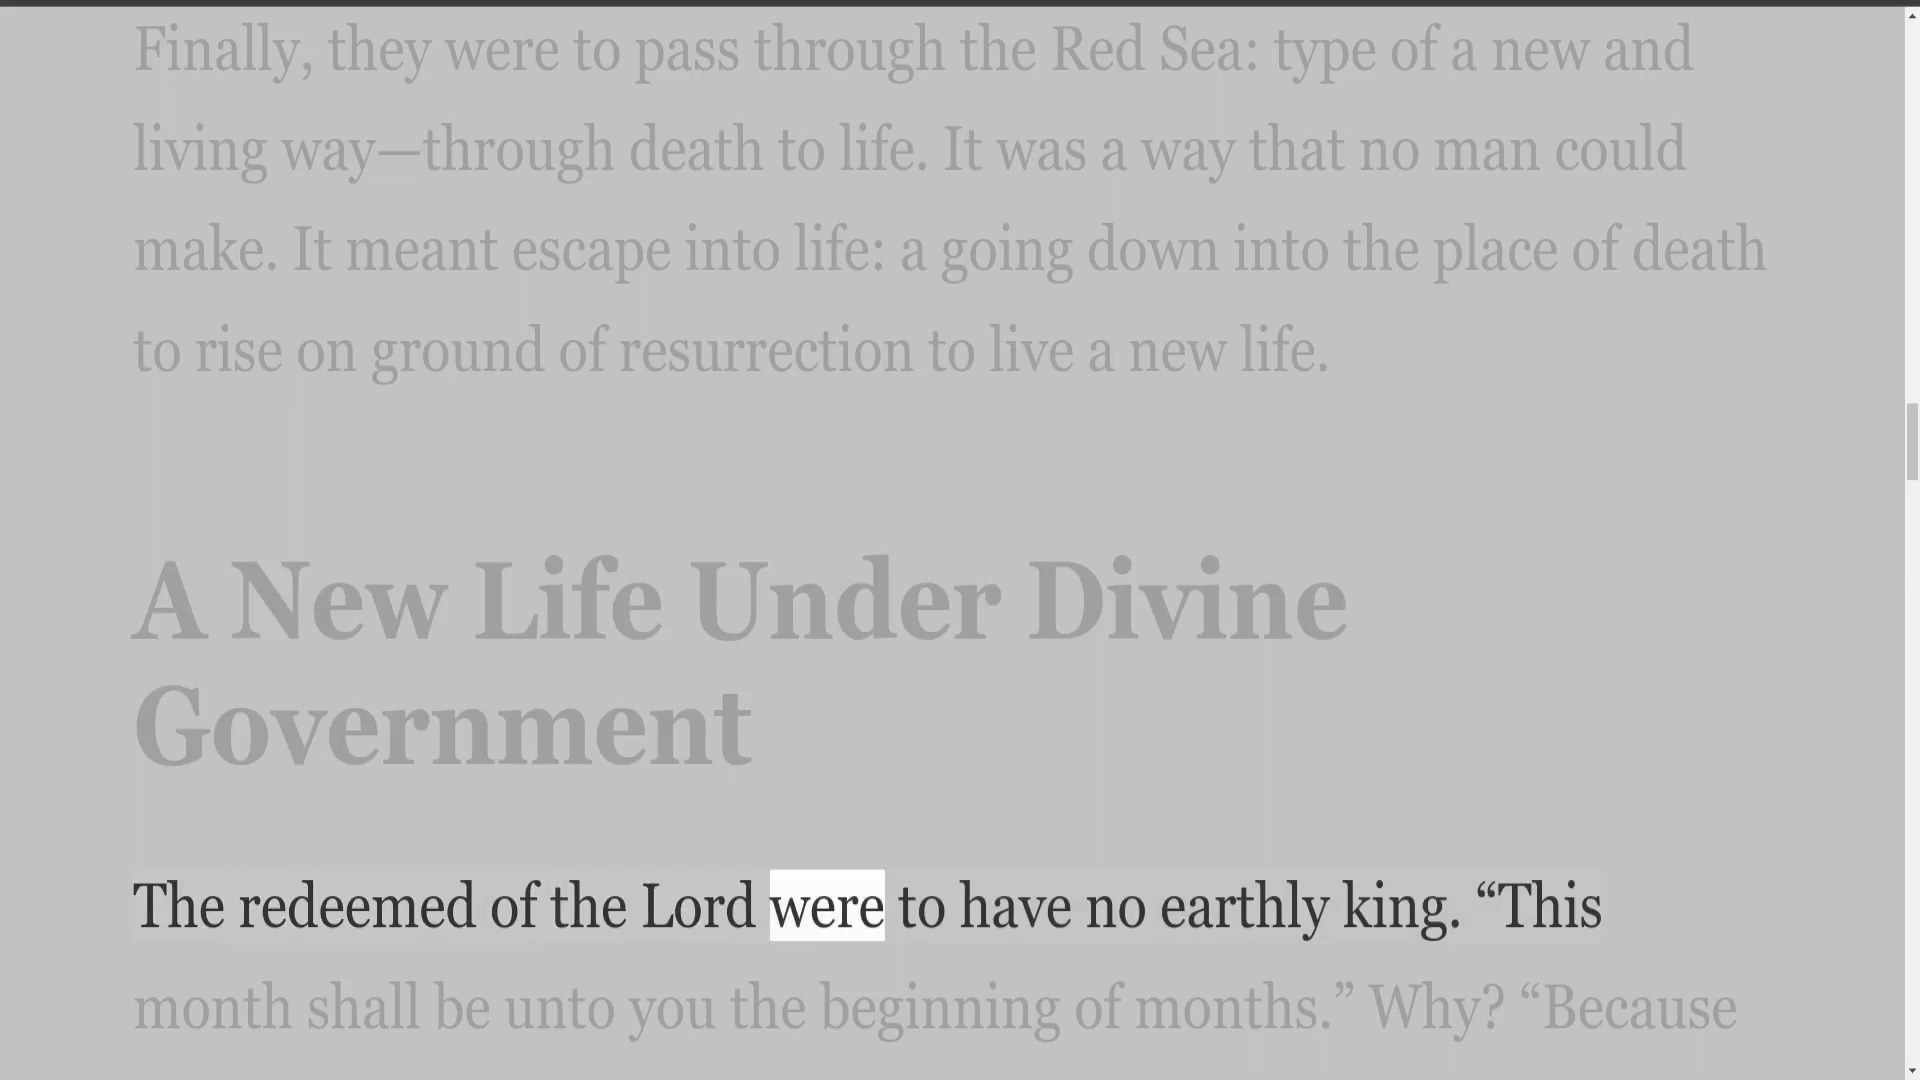 Finally, they were to pass through the Red Sea: type of a new and
living way—through death to life. It was a way that no man could
make. It meant escape into life: a going down into the place of death
to rise on ground of resurrection to live a new life.
A New Life Under Divine
Government
The redeemed of the Lord were to have no earthly king. “This
month shall be unto you the beginning of months.” Why? “Because